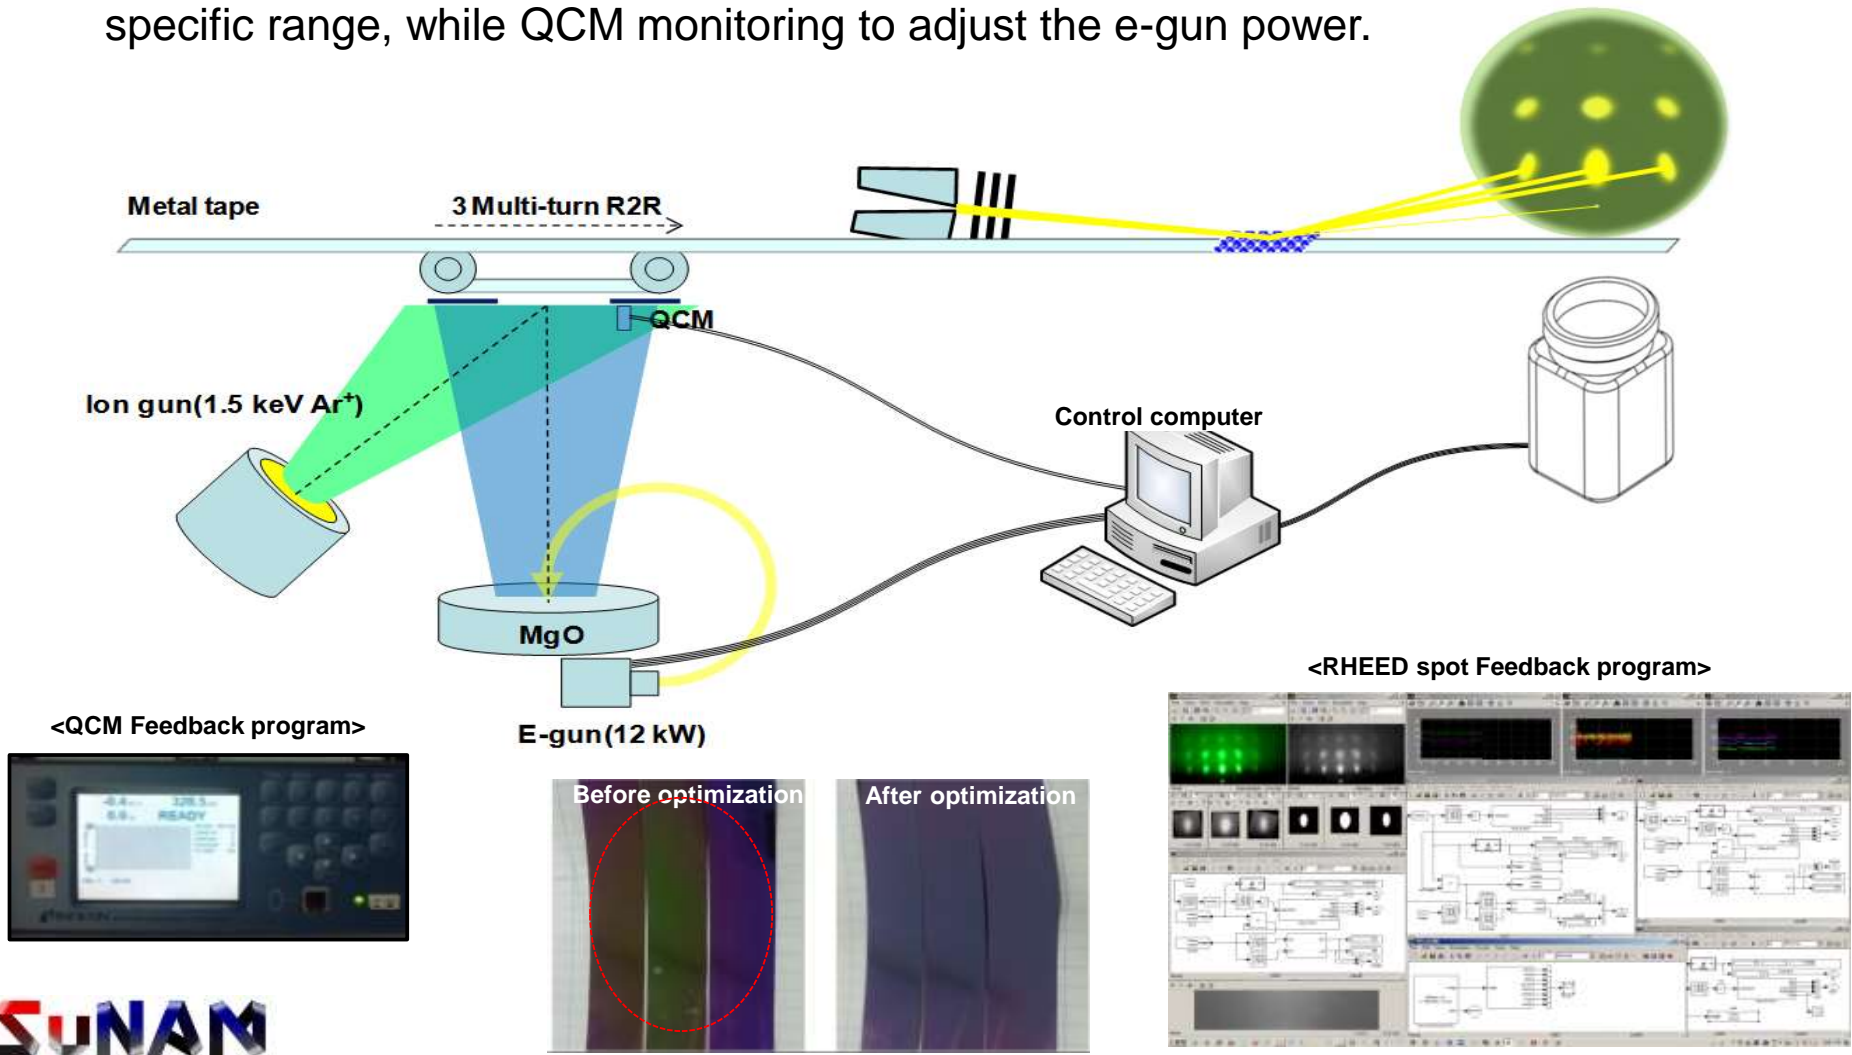 specific range, while QCM monitoring to adjust the e-gun power.
Metal tape
3 Multi-turn R2R
QCM
Ion gun(1.5 keV Ar⁺)
Control computer
MgO
<RHEED spot Feedback program>
<QCM Feedback program>
E-gun(12 kW)
Before optimization
After optimization
READY
SuNAM